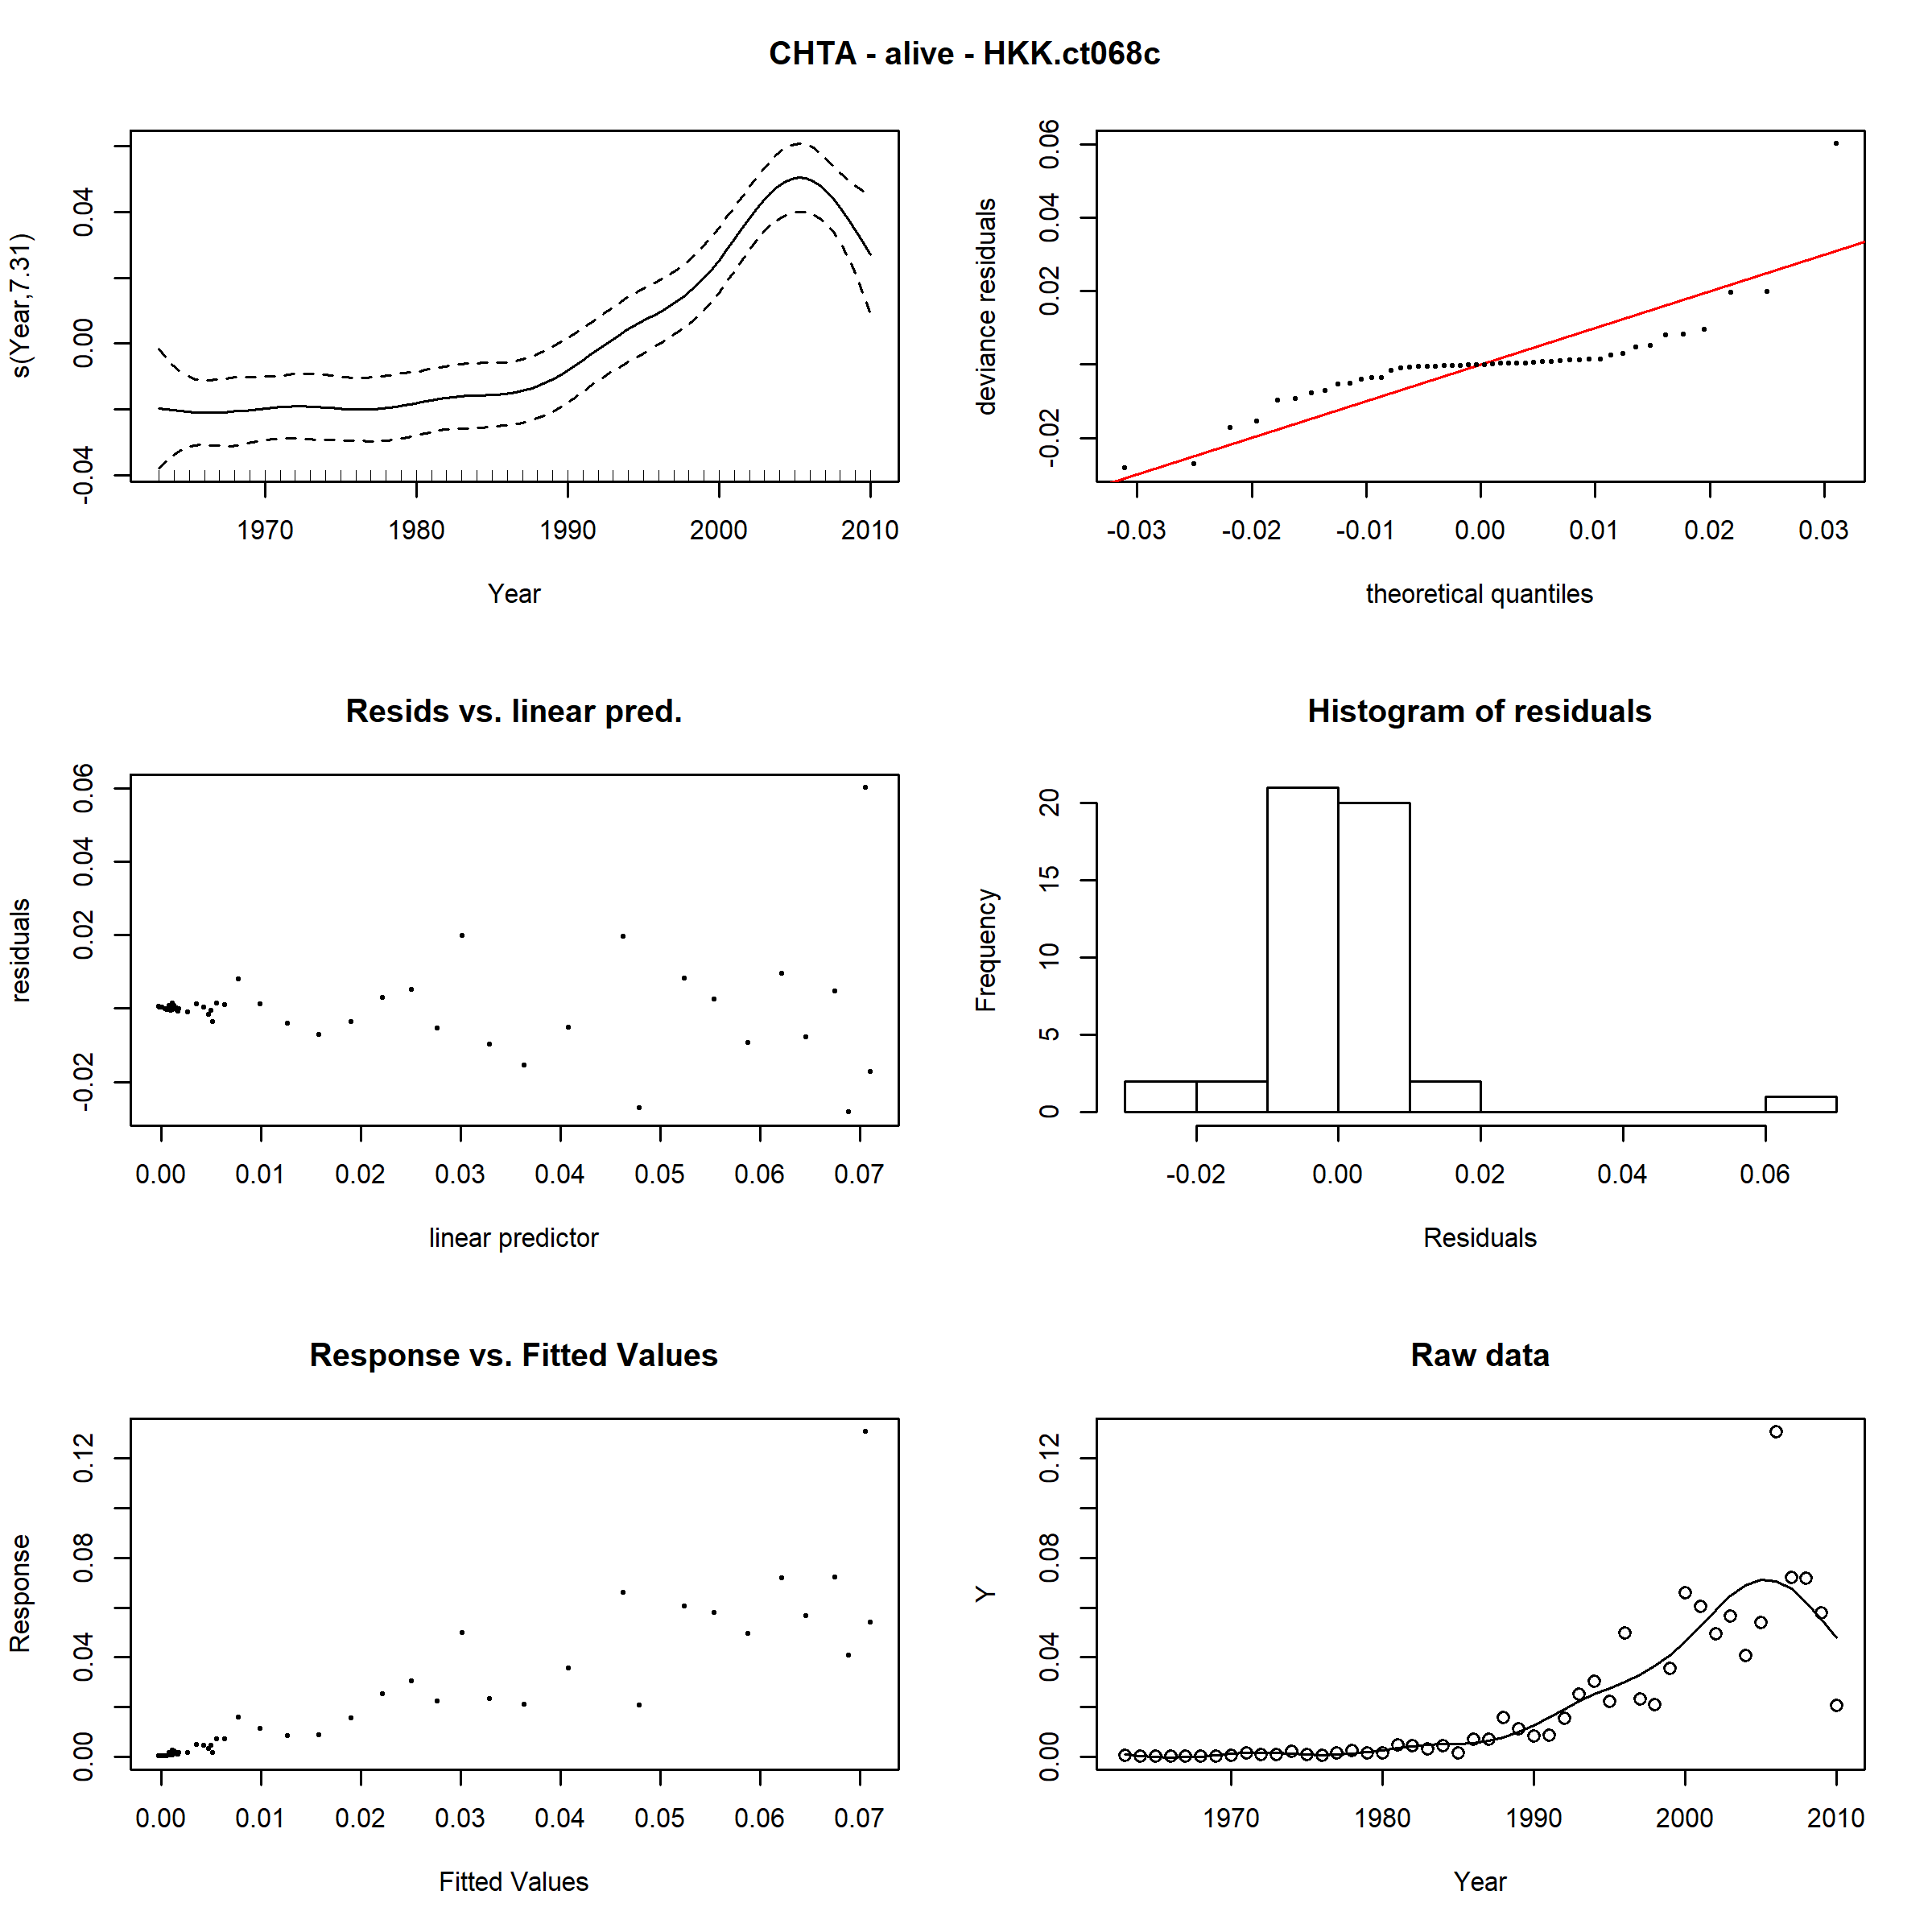 CHTA - alive - HKK.ct068c
s(Year,7.31)
-0.04 0.00 0.04
1970 1980 1990 2000 2010
Year
deviance residuals
-0.02 0.02 0.04 0.06
-0.03 -0.02 -0.01 0.00 0.01 0.02 0.03
theoretical quantiles
Resids vs. linear pred.
residuals
-0.02 0.02 0.04 0.06
0.00 0.01 0.02 0.03 0.04 0.05 0.06 0.07
linear predictor
Histogram of residuals
Frequency
0 5 10 15 20
-0.02 0.00 0.02 0.04 0.06
Residuals
Response vs. Fitted Values
Response
0.00 0.04 0.08 0.12
0.00 0.01 0.02 0.03 0.04 0.05 0.06 0.07
Fitted Values
Raw data
Y
0.00 0.04 0.08 0.12
1970 1980 1990 2000 2010
Year